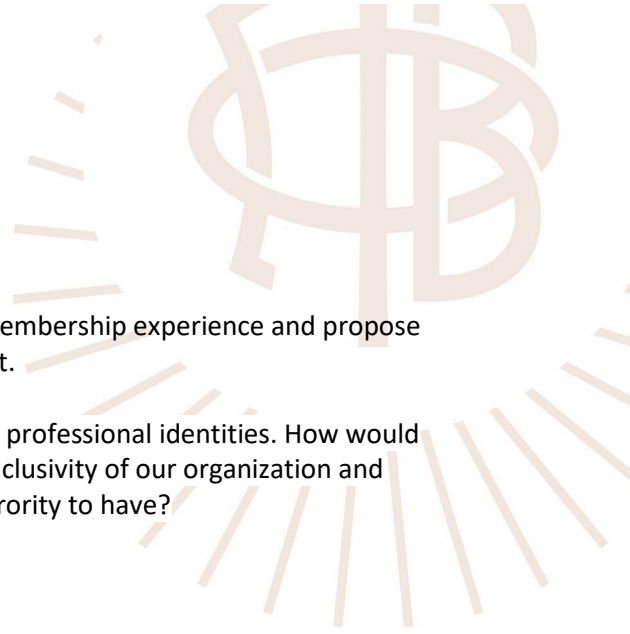 embership experience and propose
t.
professional identities. How would
clusivity of our organization and
rority to have?